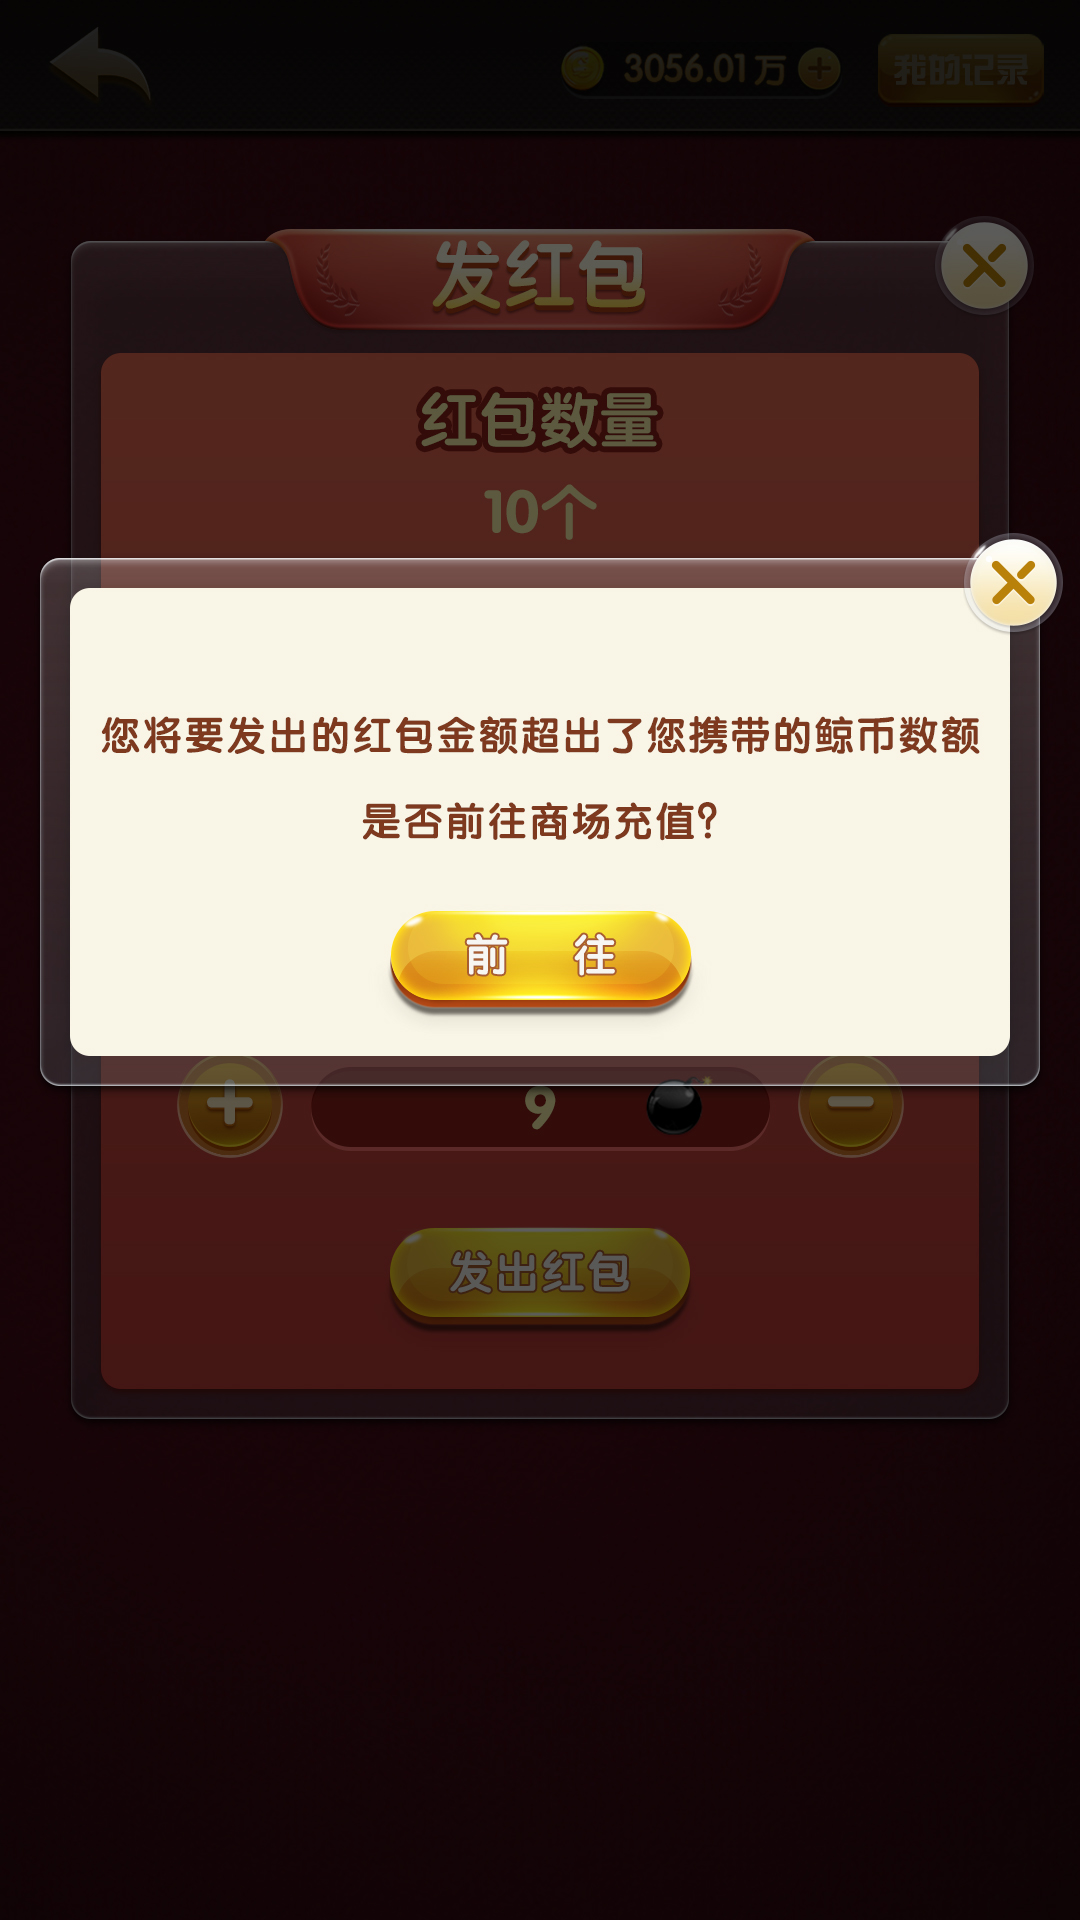 3056.01万
我的记录
发红包
红包数量
10个
您将要发出的红包金额超出了您携带的鲸币数额
是否前往商场充值？
前 往
9
发出红包